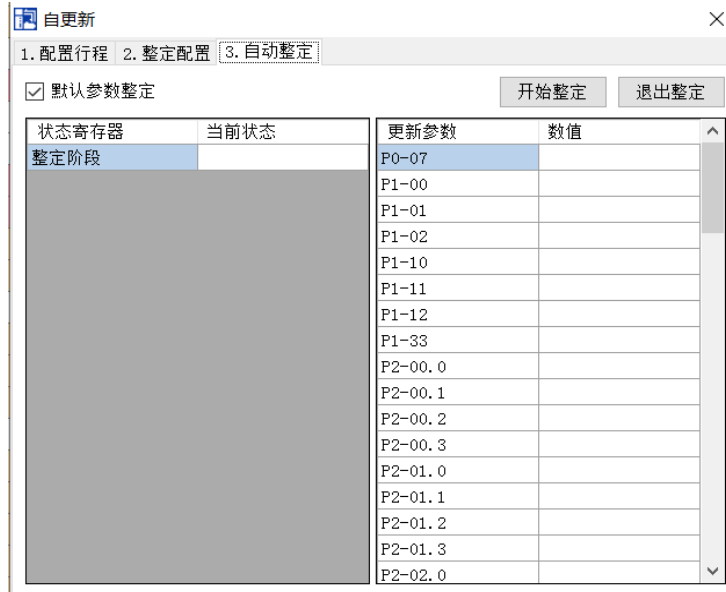 自更新
1.配置行程 2.整定配置 3.自动整定
默认参数整定 开始整定 退出整定
状态寄存器 当前状态 更新参数 数值
整定阶段 P0-07
P1-00
P1-01
P1-02
P1-10
P1-11
P1-12
P1-33
P2-00.0
P2-00.1
P2-00.2
P2-00.3
P2-01.0
P2-01.1
P2-01.2
P2-01.3
P2-02.0